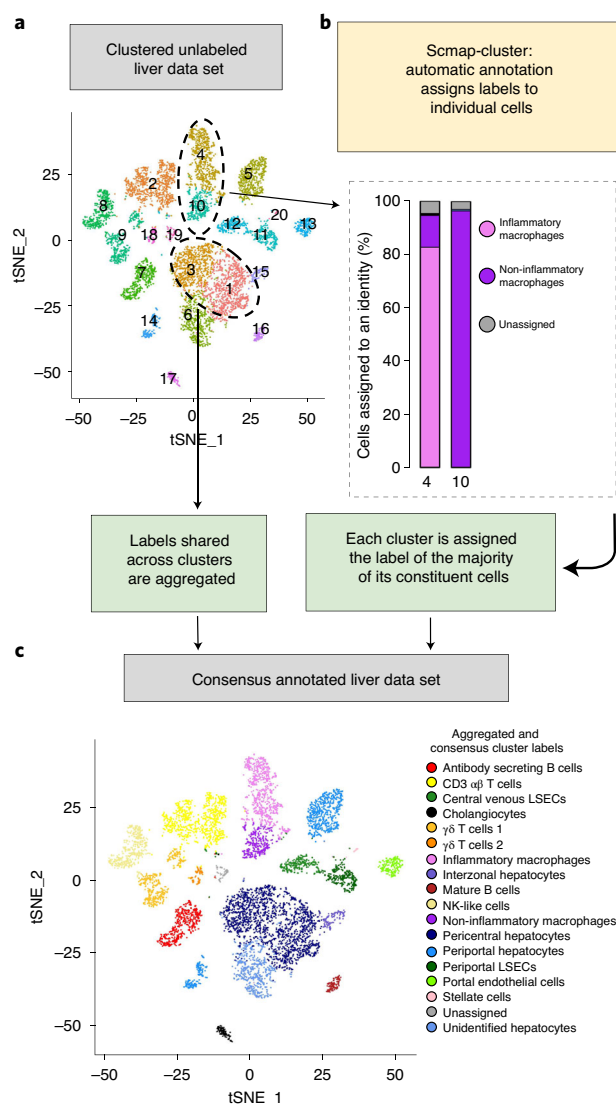 a
Clustered unlabeled
liver data set
tSNE_2
25
0
−25
−50
−50
−25
0
25
50
tSNE_1
4
5
2
8
10
20
12
13
9
18
19
11
3
15
7
1
6
14
16
17
b
Scmap-cluster:
automatic annotation
assigns labels to
individual cells
Cells assigned to an identity (%)
100
80
60
40
20
0
4
10
Inflammatory
macrophages
Non-inflammatory
macrophages
Unassigned
Labels shared
across clusters
are aggregated
Each cluster is assigned
the label of the majority
of its constituent cells
c
Consensus annotated liver data set
tSNE_2
25
0
−25
−50
−50
−25
0
25
50
tSNE_1
Aggregated and
consensus cluster labels
Antibody secreting B cells
CD3 αβ T cells
Central venous LSECs
Cholangiocytes
γδ T cells 1
γδ T cells 2
Inflammatory macrophages
Interzonal hepatocytes
Mature B cells
NK-like cells
Non-inflammatory macrophages
Pericentral hepatocytes
Periportal hepatocytes
Periportal LSECs
Portal endothelial cells
Stellate cells
Unassigned
Unidentified hepatocytes